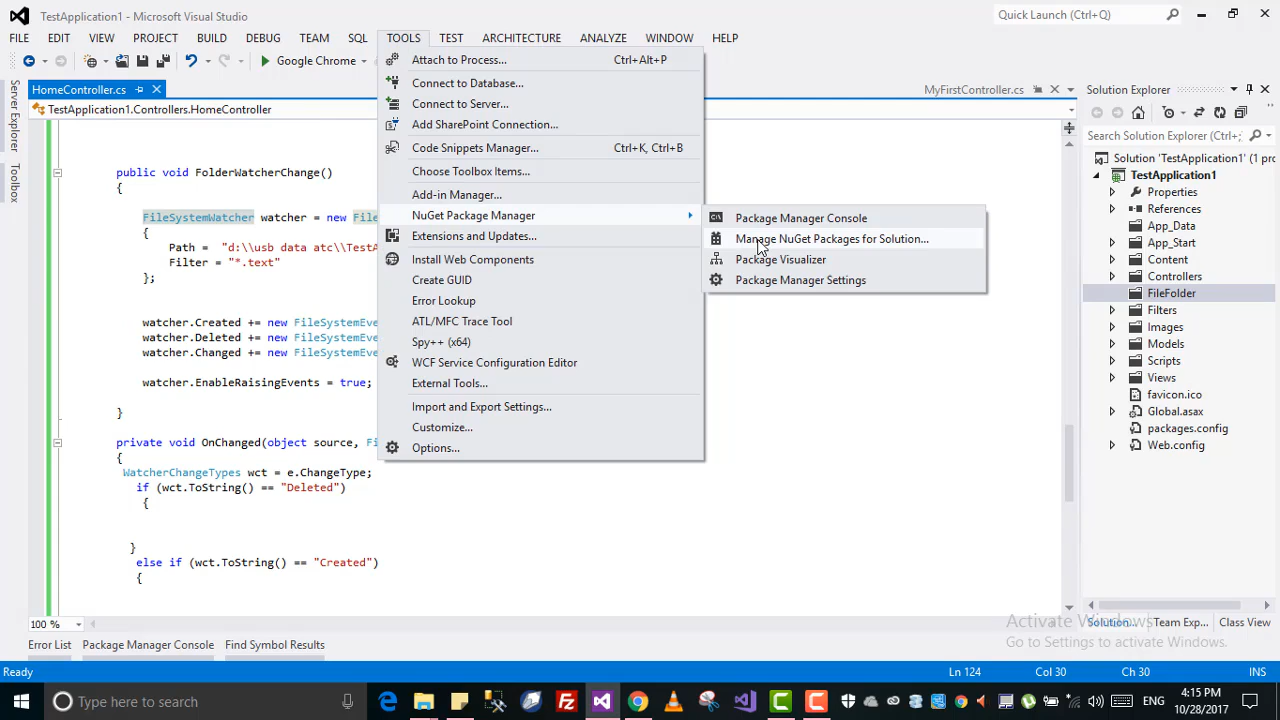 TestApplication1 - Microsoft Visual Studio
Quick Launch (Ctrl+Q)
FILE EDIT VIEW PROJECT BUILD DEBUG TEAM SQL TOOLS TEST ARCHITECTURE ANALYZE WINDOW HELP
Google Chrome
HomeController.cs
MyFirstController.cs
TestApplication1.Controllers.HomeController
Server Explorer
Toolbox
public void FolderWatcherChange()
{
FileSystemWatcher watcher = new File
{
Path = "d:\\usb data atc\\TestA
Filter = "*.text"
};
watcher.Created += new FileSystemEve
watcher.Deleted += new FileSystemEve
watcher.Changed += new FileSystemEve
watcher.EnableRaisingEvents = true;
}
private void OnChanged(object source, Fi
{
WatcherChangeTypes wct = e.ChangeType;
if (wct.ToString() == "Deleted")
{
}
else if (wct.ToString() == "Created")
{
100 %
Attach to Process... Ctrl+Alt+P
Connect to Database...
Connect to Server...
Add SharePoint Connection...
Code Snippets Manager... Ctrl+K, Ctrl+B
Choose Toolbox Items...
Add-in Manager...
NuGet Package Manager
Extensions and Updates...
Install Web Components
Create GUID
Error Lookup
ATL/MFC Trace Tool
Spy++ (x64)
WCF Service Configuration Editor
External Tools...
Import and Export Settings...
Customize...
Options...
Package Manager Console
Manage NuGet Packages for Solution...
Package Visualizer
Package Manager Settings
Solution Explorer
Search Solution Explorer (Ctrl+;
Solution 'TestApplication1' (1 pro
TestApplication1
Properties
References
App_Data
App_Start
Content
Controllers
FileFolder
Filters
Images
Models
Scripts
Views
favicon.ico
Global.asax
packages.config
Web.config
Solution... Team Exp... Class View
Activate Windows
Go to Settings to activate Windows.
Error List Package Manager Console Find Symbol Results
Ready Ln 124 Col 30 Ch 30 INS
Type here to search
ENG
4:15 PM
10/28/2017